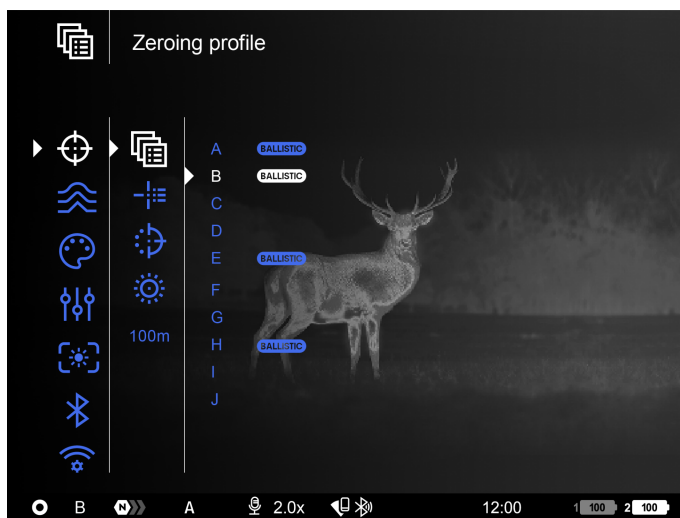 Zeroing profile
A BALLISTIC
B BALLISTIC
C
D
E BALLISTIC
F
G
100m
H BALLISTIC
I
J
B N A 2.0x 12:00 1 100 2 100